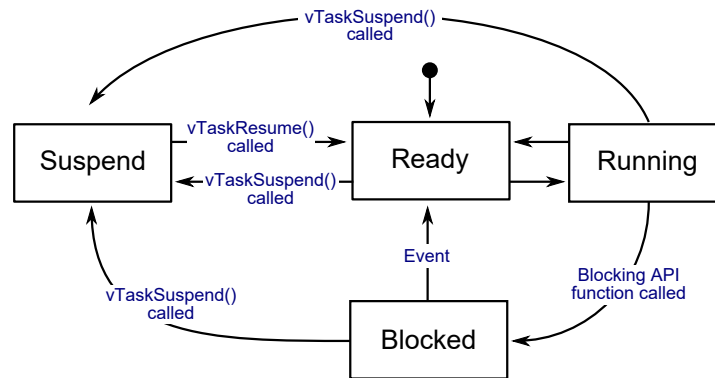 vTaskSuspend()
called
Suspend
vTaskResume()
called
vTaskSuspend()
called
Ready
Running
Event
Blocking API
function called
vTaskSuspend()
called
Blocked